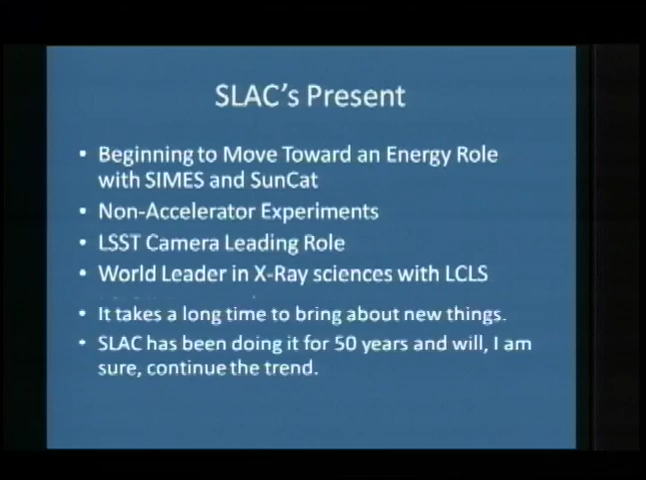 SLAC's Present
• Beginning to Move Toward an Energy Role
with SIMES and SunCat
• Non-Accelerator Experiments
• LSST Camera Leading Role
• World Leader in X-Ray sciences with LCLS
• It takes a long time to bring about new things.
• SLAC has been doing it for 50 years and will, I am
sure, continue the trend.